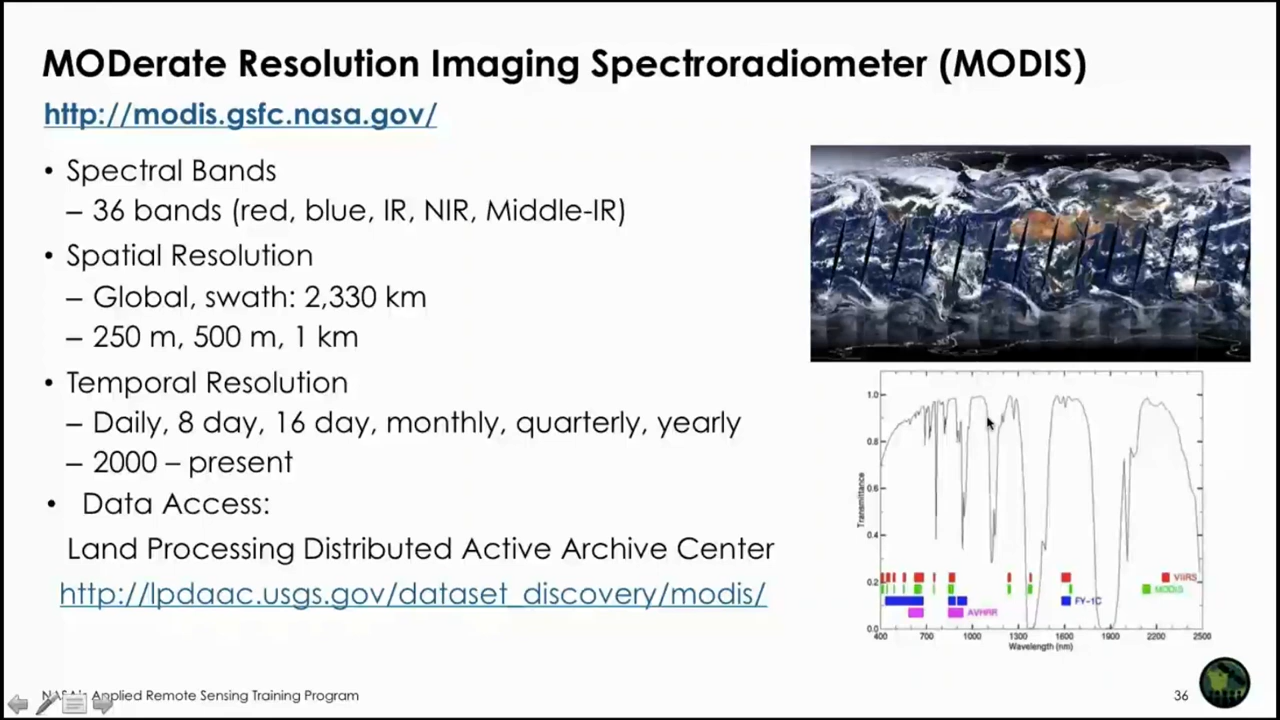 MODerate Resolution Imaging Spectroradiometer (MODIS)
http://modis.gsfc.nasa.gov/
• Spectral Bands
– 36 bands (red, blue, IR, NIR, Middle-IR)
• Spatial Resolution
– Global, swath: 2,330 km
– 250 m, 500 m, 1 km
• Temporal Resolution
– Daily, 8 day, 16 day, monthly, quarterly, yearly
– 2000 – present
• Data Access:
Land Processing Distributed Active Archive Center
http://lpdaac.usgs.gov/dataset_discovery/modis/
1.0
0.8
0.6
0.4
0.2
0.0
Transmittance
VIIRS
MODIS
FY-1C
AVHRR
400 700 1000 1300 1600 1900 2200 2500
Wavelength (nm)
NASA's Applied Remote Sensing Training Program
36